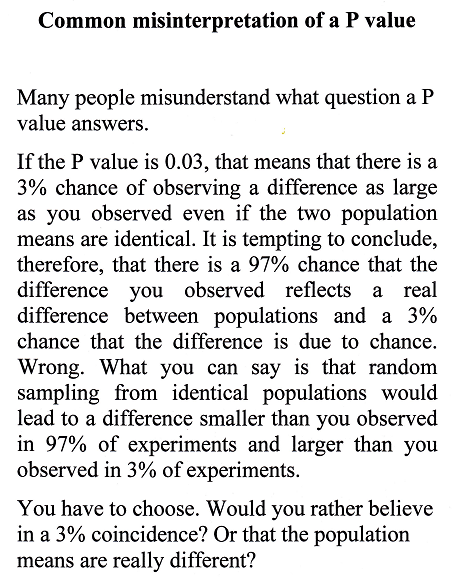 Common misinterpretation of a P value
Many people misunderstand what question a P
value answers.
If the P value is 0.03, that means that there is a
3% chance of observing a difference as large
as you observed even if the two population
means are identical. It is tempting to conclude,
therefore, that there is a 97% chance that the
difference you observed reflects a real
difference between populations and a 3%
chance that the difference is due to chance.
Wrong. What you can say is that random
sampling from identical populations would
lead to a difference smaller than you observed
in 97% of experiments and larger than you
observed in 3% of experiments.
You have to choose. Would you rather believe
in a 3% coincidence? Or that the population
means are really different?